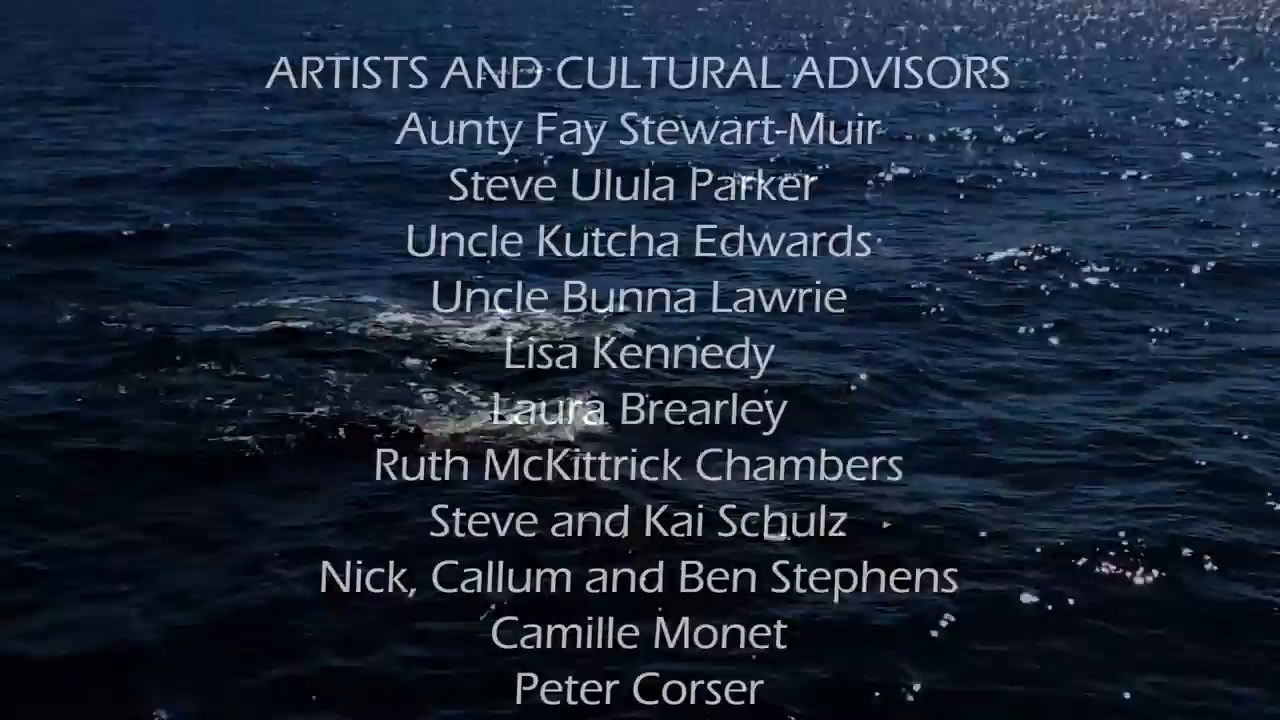 ARTISTS AND CULTURAL ADVISORS
Aunty Fay Stewart-Muir
Steve Ulula Parker
Uncle Kutcha Edwards
Uncle Bunna Lawrie
Lisa Kennedy
Laura Brearley
Ruth McKittrick Chambers
Steve and Kai Schulz
Nick, Callum and Ben Stephens
Camille Monet
Peter Corser